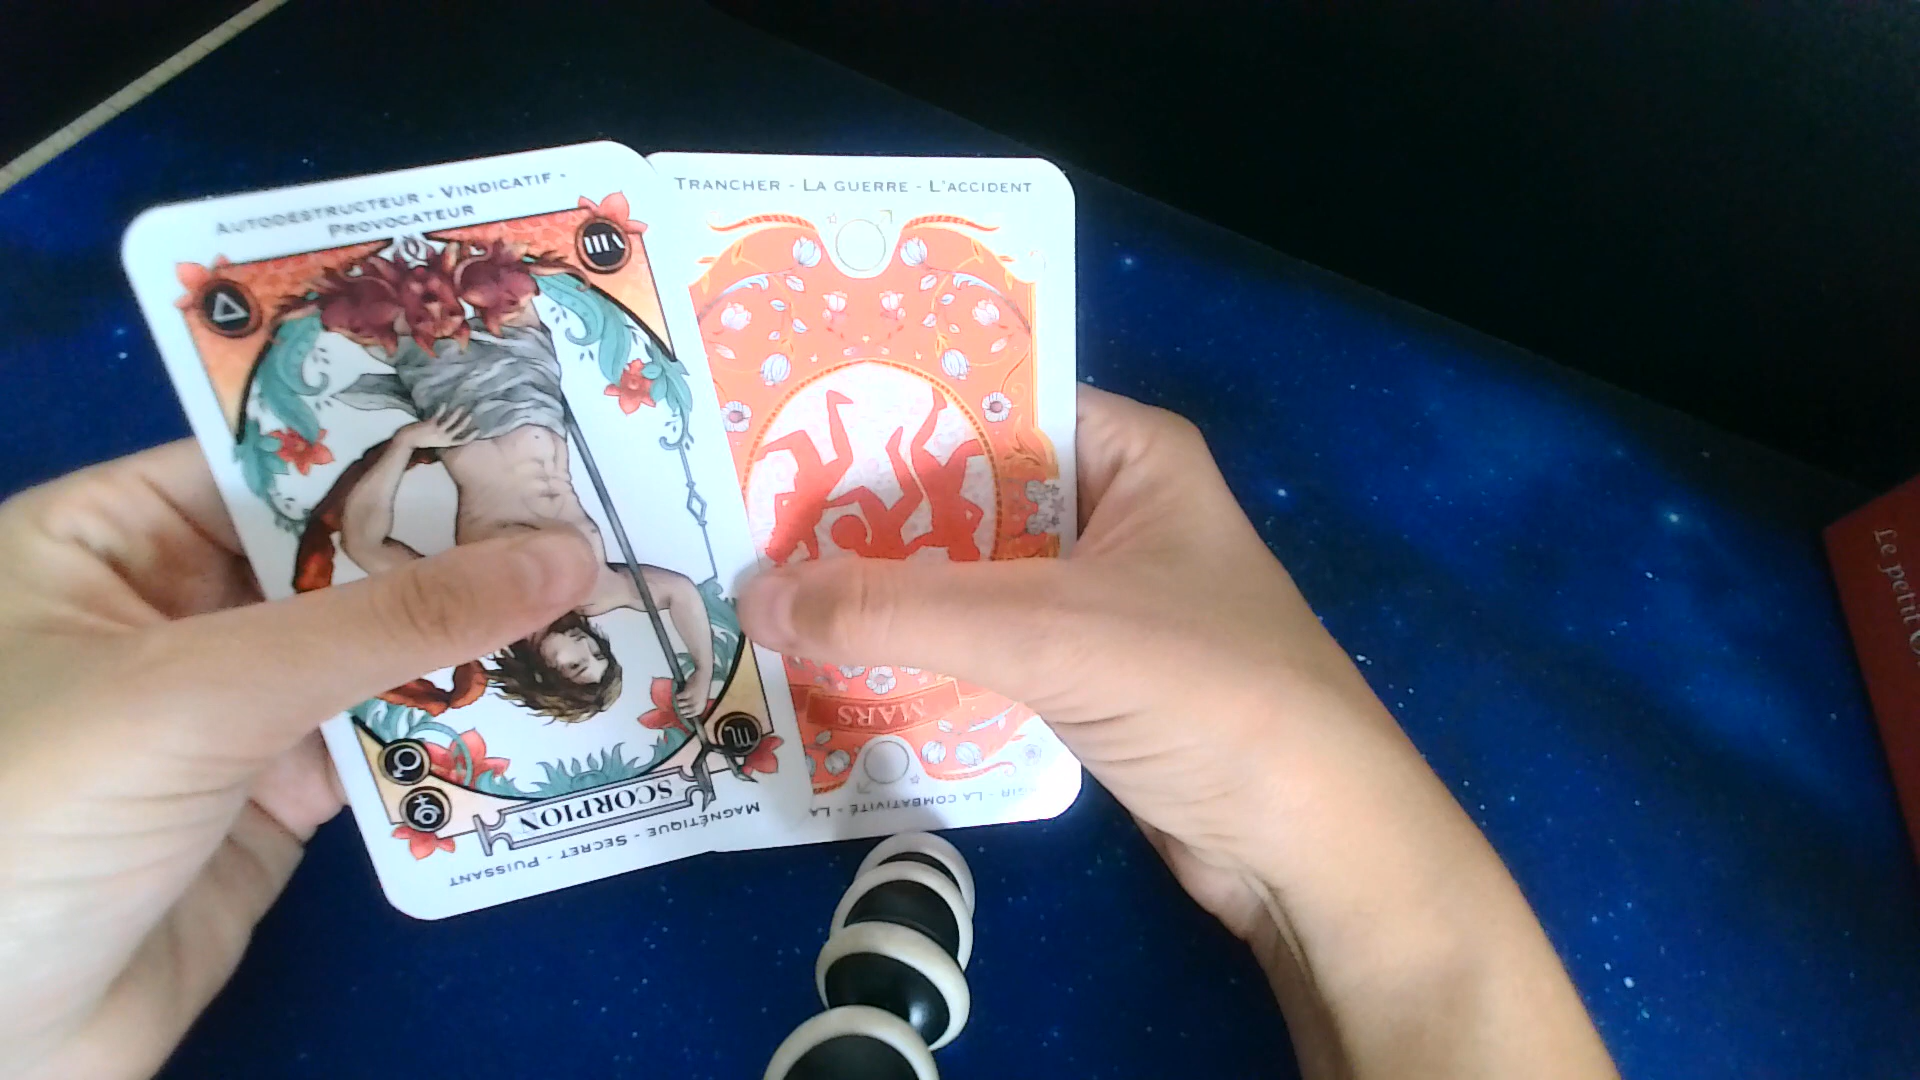 AUTODESTRUCTEUR - VINDICATIF -
PROVOCATEUR
VIII
SCORPION
MAGNÉTIQUE - SECRET - PUISSANT
TRANCHER - LA GUERRE - L'ACCIDENT
MARS
LA COMBATIVITÉ - LA
Le petit